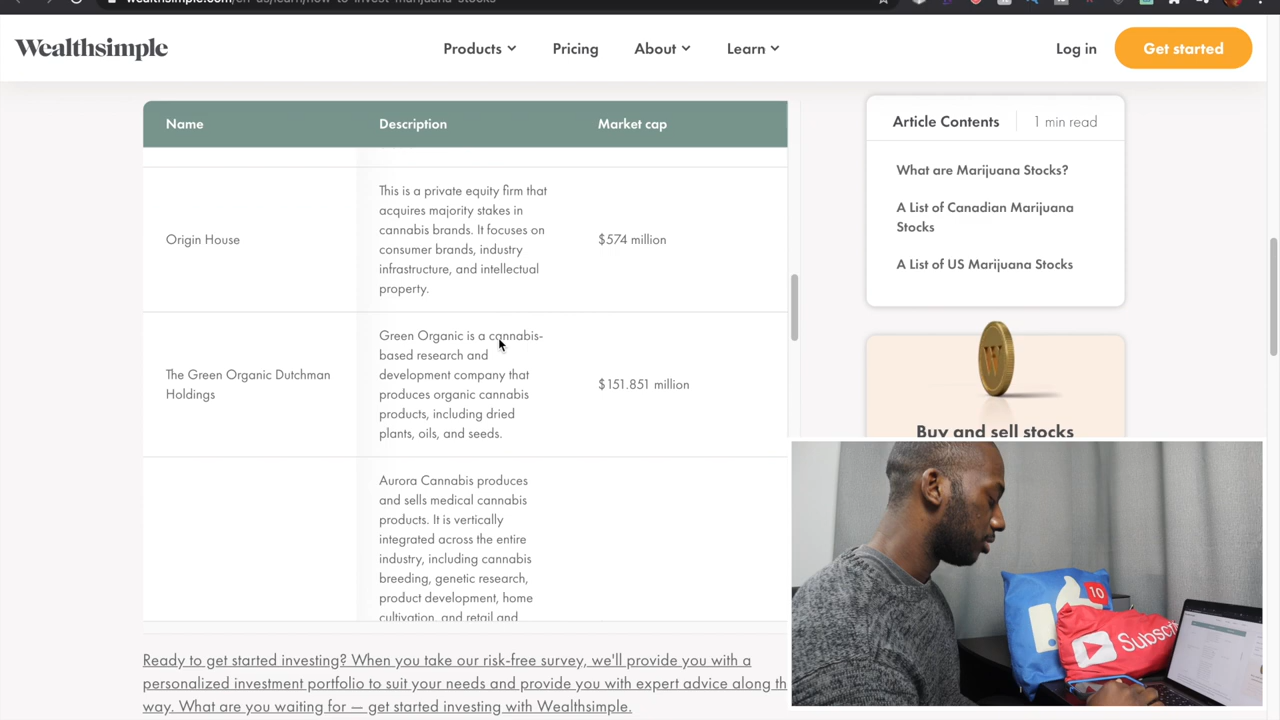 Wealthsimple
Products
Pricing
About
Learn
Log in
Get started
Name
Description
Market cap
Origin House
This is a private equity firm that
acquires majority stakes in
cannabis brands. It focuses on
consumer brands, industry
infrastructure, and intellectual
property.
$574 million
The Green Organic Dutchman
Holdings
Green Organic is a cannabis-
based research and
development company that
produces organic cannabis
products, including dried
plants, oils, and seeds.
$151.851 million
Aurora Cannabis produces
and sells medical cannabis
products. It is vertically
integrated across the entire
industry, including cannabis
breeding, genetic research,
product development, home
cultivation, and retail and
Ready to get started investing? When you take our risk-free survey, we'll provide you with a
personalized investment portfolio to suit your needs and provide you with expert advice along th
way. What are you waiting for — get started investing with Wealthsimple.
Article Contents
1 min read
What are Marijuana Stocks?
A List of Canadian Marijuana
Stocks
A List of US Marijuana Stocks
W
Buy and sell stocks
10
Subscri